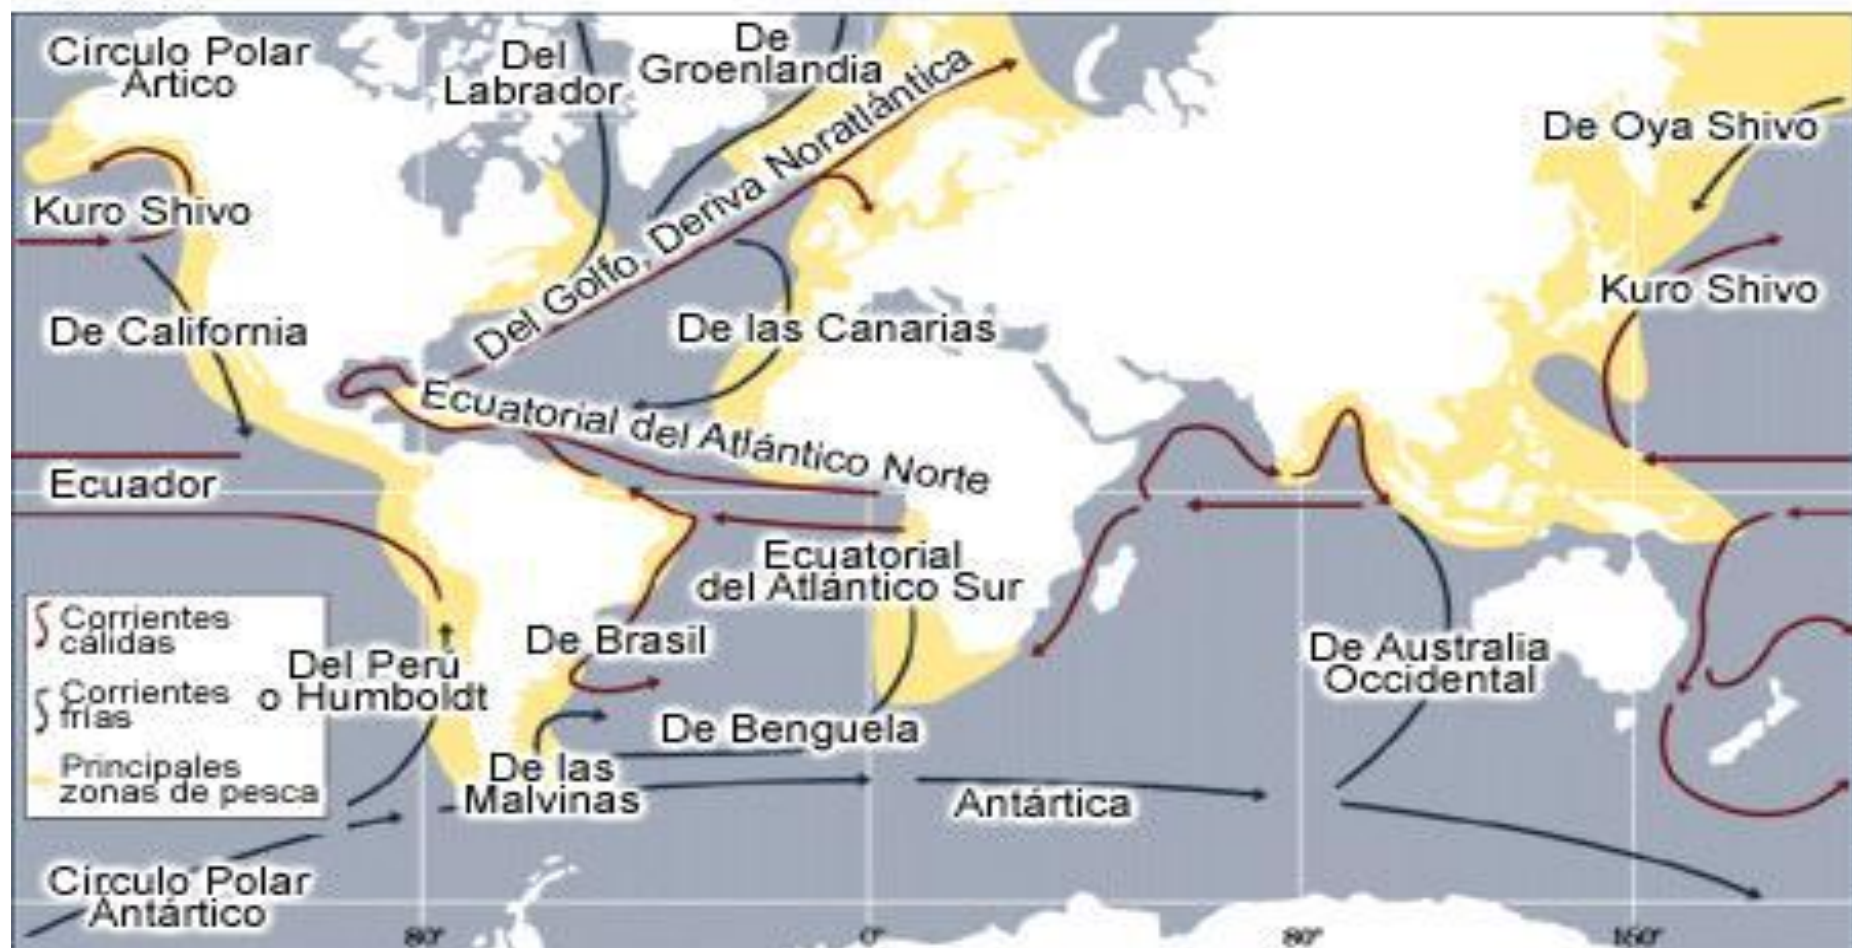 Círculo Polar
Ártico
Del
Labrador
De
Groenlandia
De Oya Shivo
Kuro Shivo
Del Golfo, Deriva Noratlántica
Kuro Shivo
De California
De las Canarias
Ecuatorial del Atlántico Norte
Ecuador
Ecuatorial
del Atlántico Sur
Corrientes
cálidas
Corrientes
frías
Principales
zonas de pesca
Del Perú
o Humboldt
De Brasil
De Australia
Occidental
De Benguela
De las
Malvinas
Antártica
Círculo Polar
Antártico
80°
0°
80°
150°